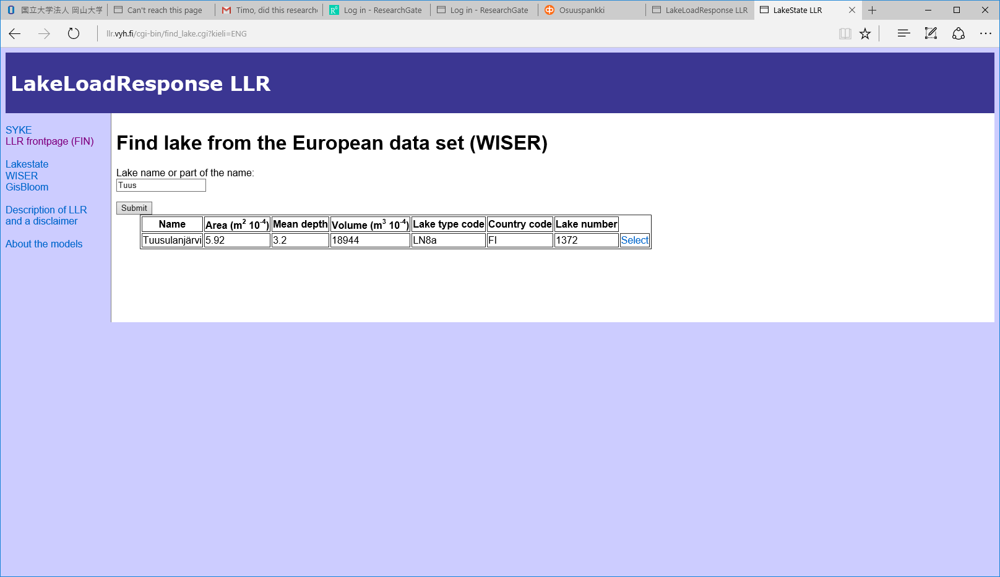 国立大学法人 岡山大学
Can't reach this page
Timo, did this research
Log in - ResearchGate
Log in - ResearchGate
Osuuspankki
LakeLoadResponse LLR
LakeState LLR
llr.vyh.fi/cgi-bin/find_lake.cgi?kieli=ENG
LakeLoadResponse LLR
SYKE
LLR frontpage (FIN)
Lakestate
WISER
GisBloom
Description of LLR
and a disclaimer
About the models
Find lake from the European data set (WISER)
Lake name or part of the name:
Tuus
Submit
Name Area (m² 10⁻⁴) Mean depth Volume (m³ 10⁻⁴) Lake type code Country code Lake number
Tuusulanjärvi 5.92 3.2 18944 LN8a FI 1372 Select